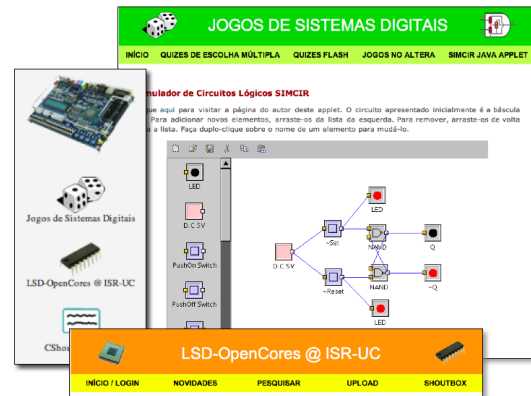 JOGOS DE SISTEMAS DIGITAIS
INÍCIO QUIZES DE ESCOLHA MÚLTIPLA QUIZES FLASH JOGOS NO ALTERA SIMCIR JAVA APPLET
mulador de Circuitos Lógicos SIMCIR
que aqui para visitar a página do autor deste applet. O circuito apresentado inicialmente é a báscula
Para adicionar novos elementos, arraste-os da lista da esquerda. Para remover, arraste-os de volta
a a lista. Faça duplo-clique sobre o nome de um elemento para mudá-lo.
LED
D.C 5V
PushOn Switch
PushOff Switch
LED
~Set
NAND
Q
D.C 5V
~Reset
NAND
~Q
LED
Jogos de Sistemas Digitais
LSD-OpenCores @ ISR-UC
CShou
LSD-OpenCores @ ISR-UC
INÍCIO / LOGIN NOVIDADES PESQUISAR UPLOAD SHOUTBOX